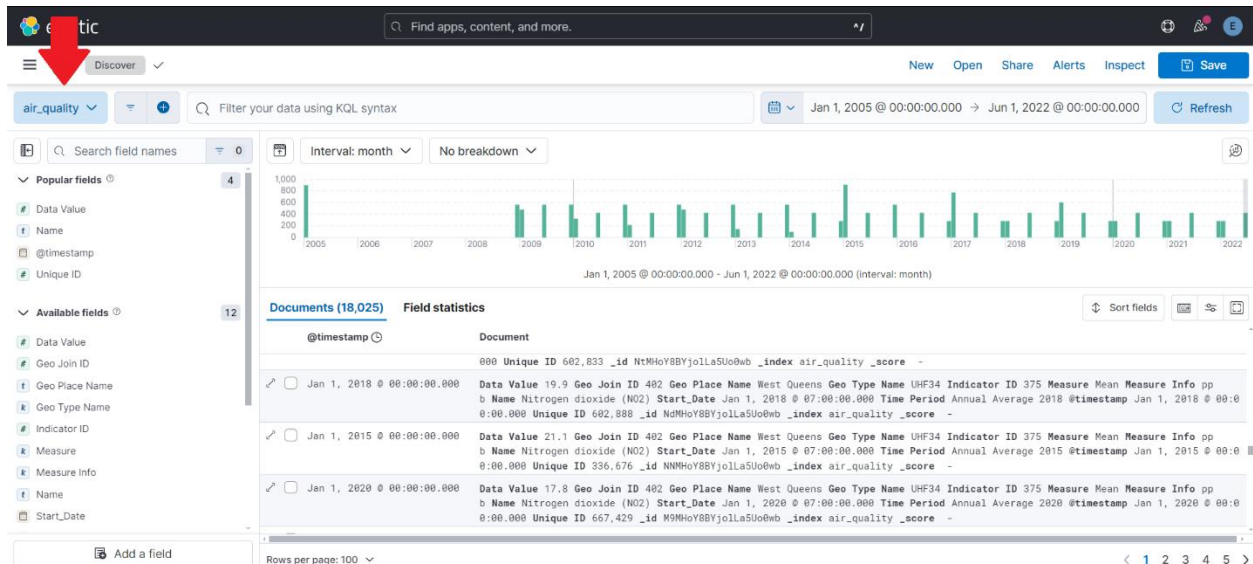 e tic
Find apps, content, and more.
^/
E
Discover
New
Open
Share
Alerts
Inspect
Save
air_quality
Filter your data using KQL syntax
Jan 1, 2005 @ 00:00:00.000 → Jun 1, 2022 @ 00:00:00.000
Refresh
Search field names
0
Interval: month
No breakdown
Popular fields
4
Data Value
Name
@timestamp
Unique ID
Available fields
12
Data Value
Geo Join ID
Geo Place Name
Geo Type Name
Indicator ID
Measure
Measure Info
Name
Start_Date
Add a field
1,000
800
600
400
200
0
2005 2006 2007 2008 2009 2010 2011 2012 2013 2014 2015 2016 2017 2018 2019 2020 2021 2022
Jan 1, 2005 @ 00:00:00.000 - Jun 1, 2022 @ 00:00:00.000 (interval: month)
Documents (18,025)
Field statistics
Sort fields
@timestamp
Document
000 Unique ID 602,833 _id NtMHoY8BYjolLa5Uo0wb _index air_quality _score -
Jan 1, 2018 @ 00:00:00.000
Data Value 19.9 Geo Join ID 402 Geo Place Name West Queens Geo Type Name UHF34 Indicator ID 375 Measure Mean Measure Info pp
b Name Nitrogen dioxide (NO2) Start_Date Jan 1, 2018 @ 07:00:00.000 Time Period Annual Average 2018 @timestamp Jan 1, 2018 @ 00:0
0:00.000 Unique ID 602,888 _id NdMHoY8BYjolLa5Uo0wb _index air_quality _score -
Jan 1, 2015 @ 00:00:00.000
Data Value 21.1 Geo Join ID 402 Geo Place Name West Queens Geo Type Name UHF34 Indicator ID 375 Measure Mean Measure Info pp
b Name Nitrogen dioxide (NO2) Start_Date Jan 1, 2015 @ 07:00:00.000 Time Period Annual Average 2015 @timestamp Jan 1, 2015 @ 00:0
0:00.000 Unique ID 336,676 _id NNMHoY8BYjolLa5Uo0wb _index air_quality _score -
Jan 1, 2020 @ 00:00:00.000
Data Value 17.8 Geo Join ID 402 Geo Place Name West Queens Geo Type Name UHF34 Indicator ID 375 Measure Mean Measure Info pp
b Name Nitrogen dioxide (NO2) Start_Date Jan 1, 2020 @ 07:00:00.000 Time Period Annual Average 2020 @timestamp Jan 1, 2020 @ 00:0
0:00.000 Unique ID 667,429 _id M9MHoY8BYjolLa5Uo0wb _index air_quality _score -
Rows per page: 100
1 2 3 4 5